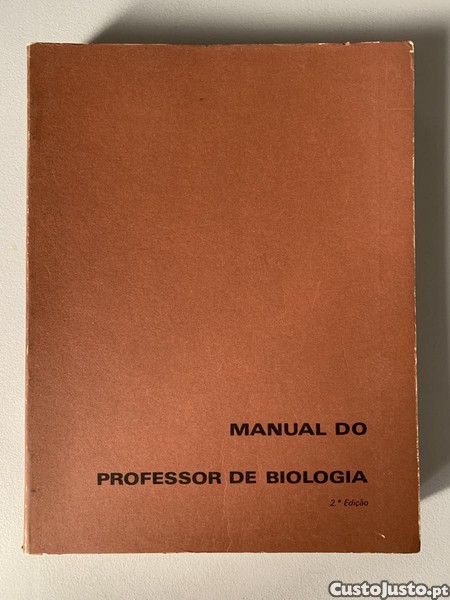 MANUAL DO
PROFESSOR DE BIOLOGIA
2.ª Edição
CustoJusto.pt